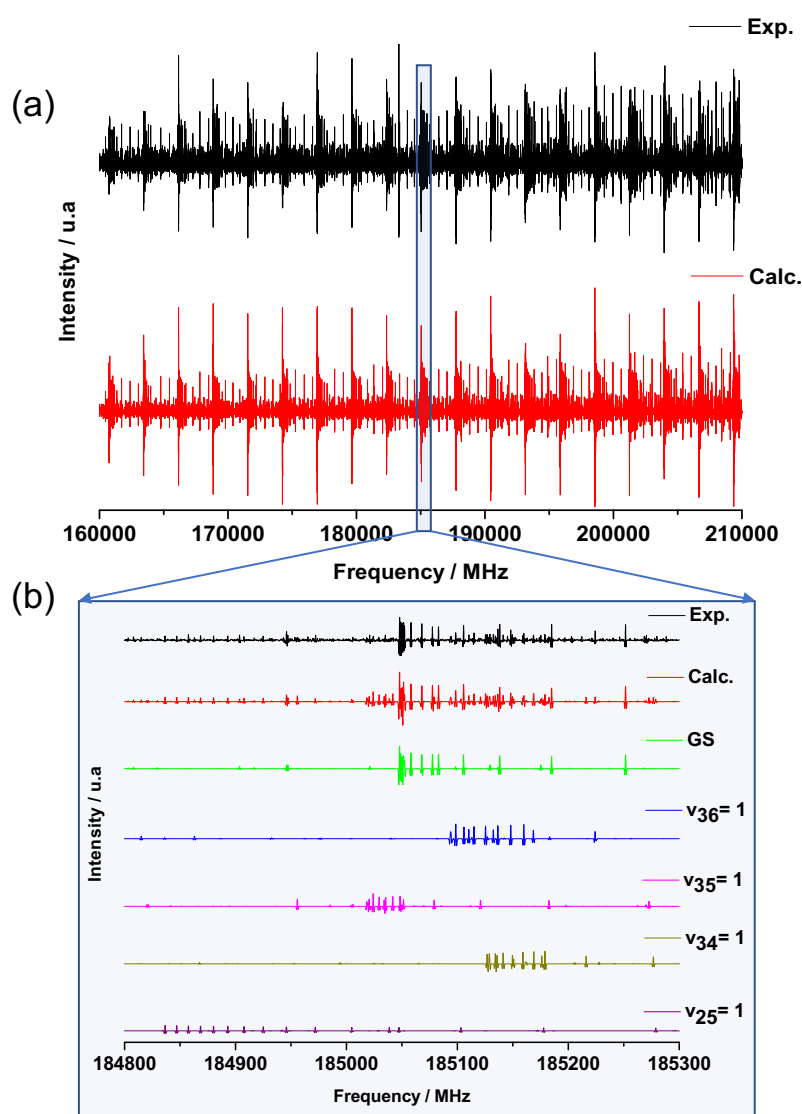 Exp.
(a)
Calc.
Intensity / u.a
160000 170000 180000 190000 200000 210000
Frequency / MHz
(b)
Exp.
Calc.
GS
v36= 1
v35= 1
v34= 1
v25= 1
Intensity / u.a
184800 184900 185000 185100 185200 185300
Frequency / MHz